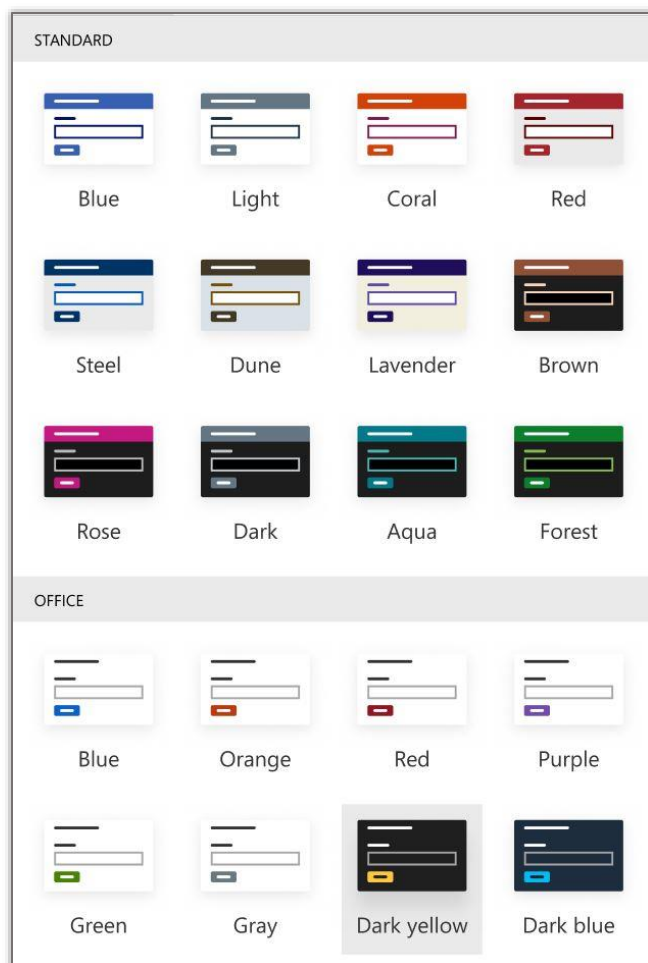 STANDARD
Blue Light Coral Red
Steel Dune Lavender Brown
Rose Dark Aqua Forest
OFFICE
Blue Orange Red Purple
Green Gray Dark yellow Dark blue